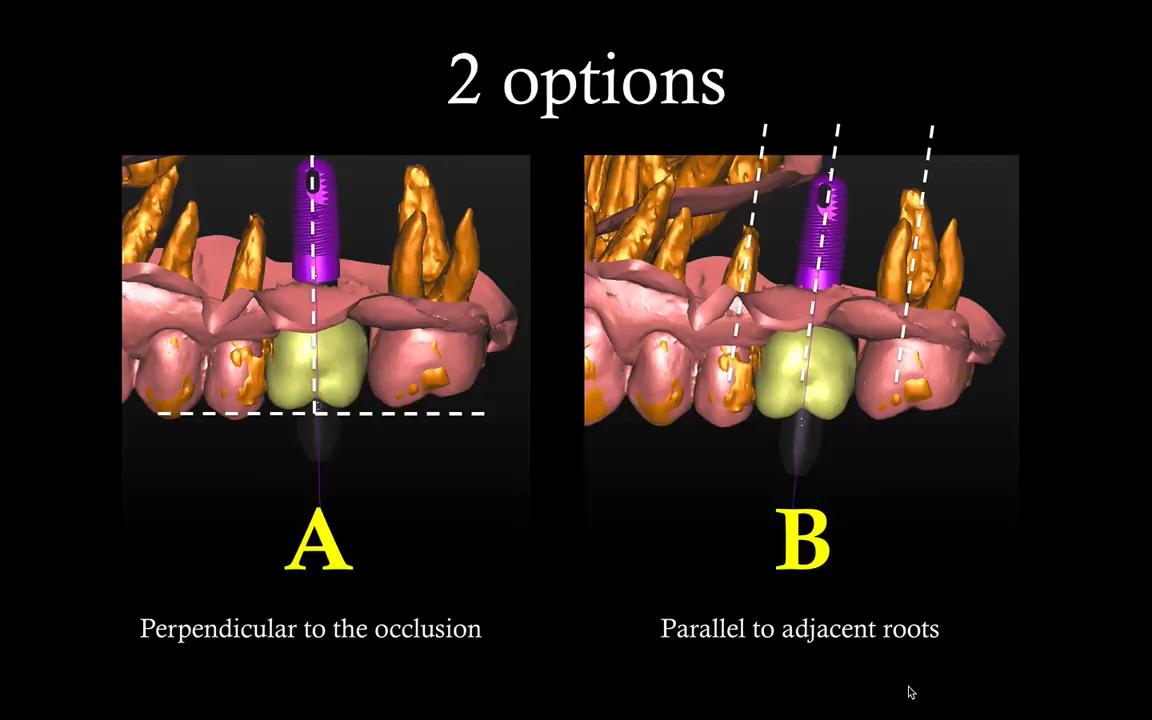 2 options
A
B
Perpendicular to the occlusion
Parallel to adjacent roots